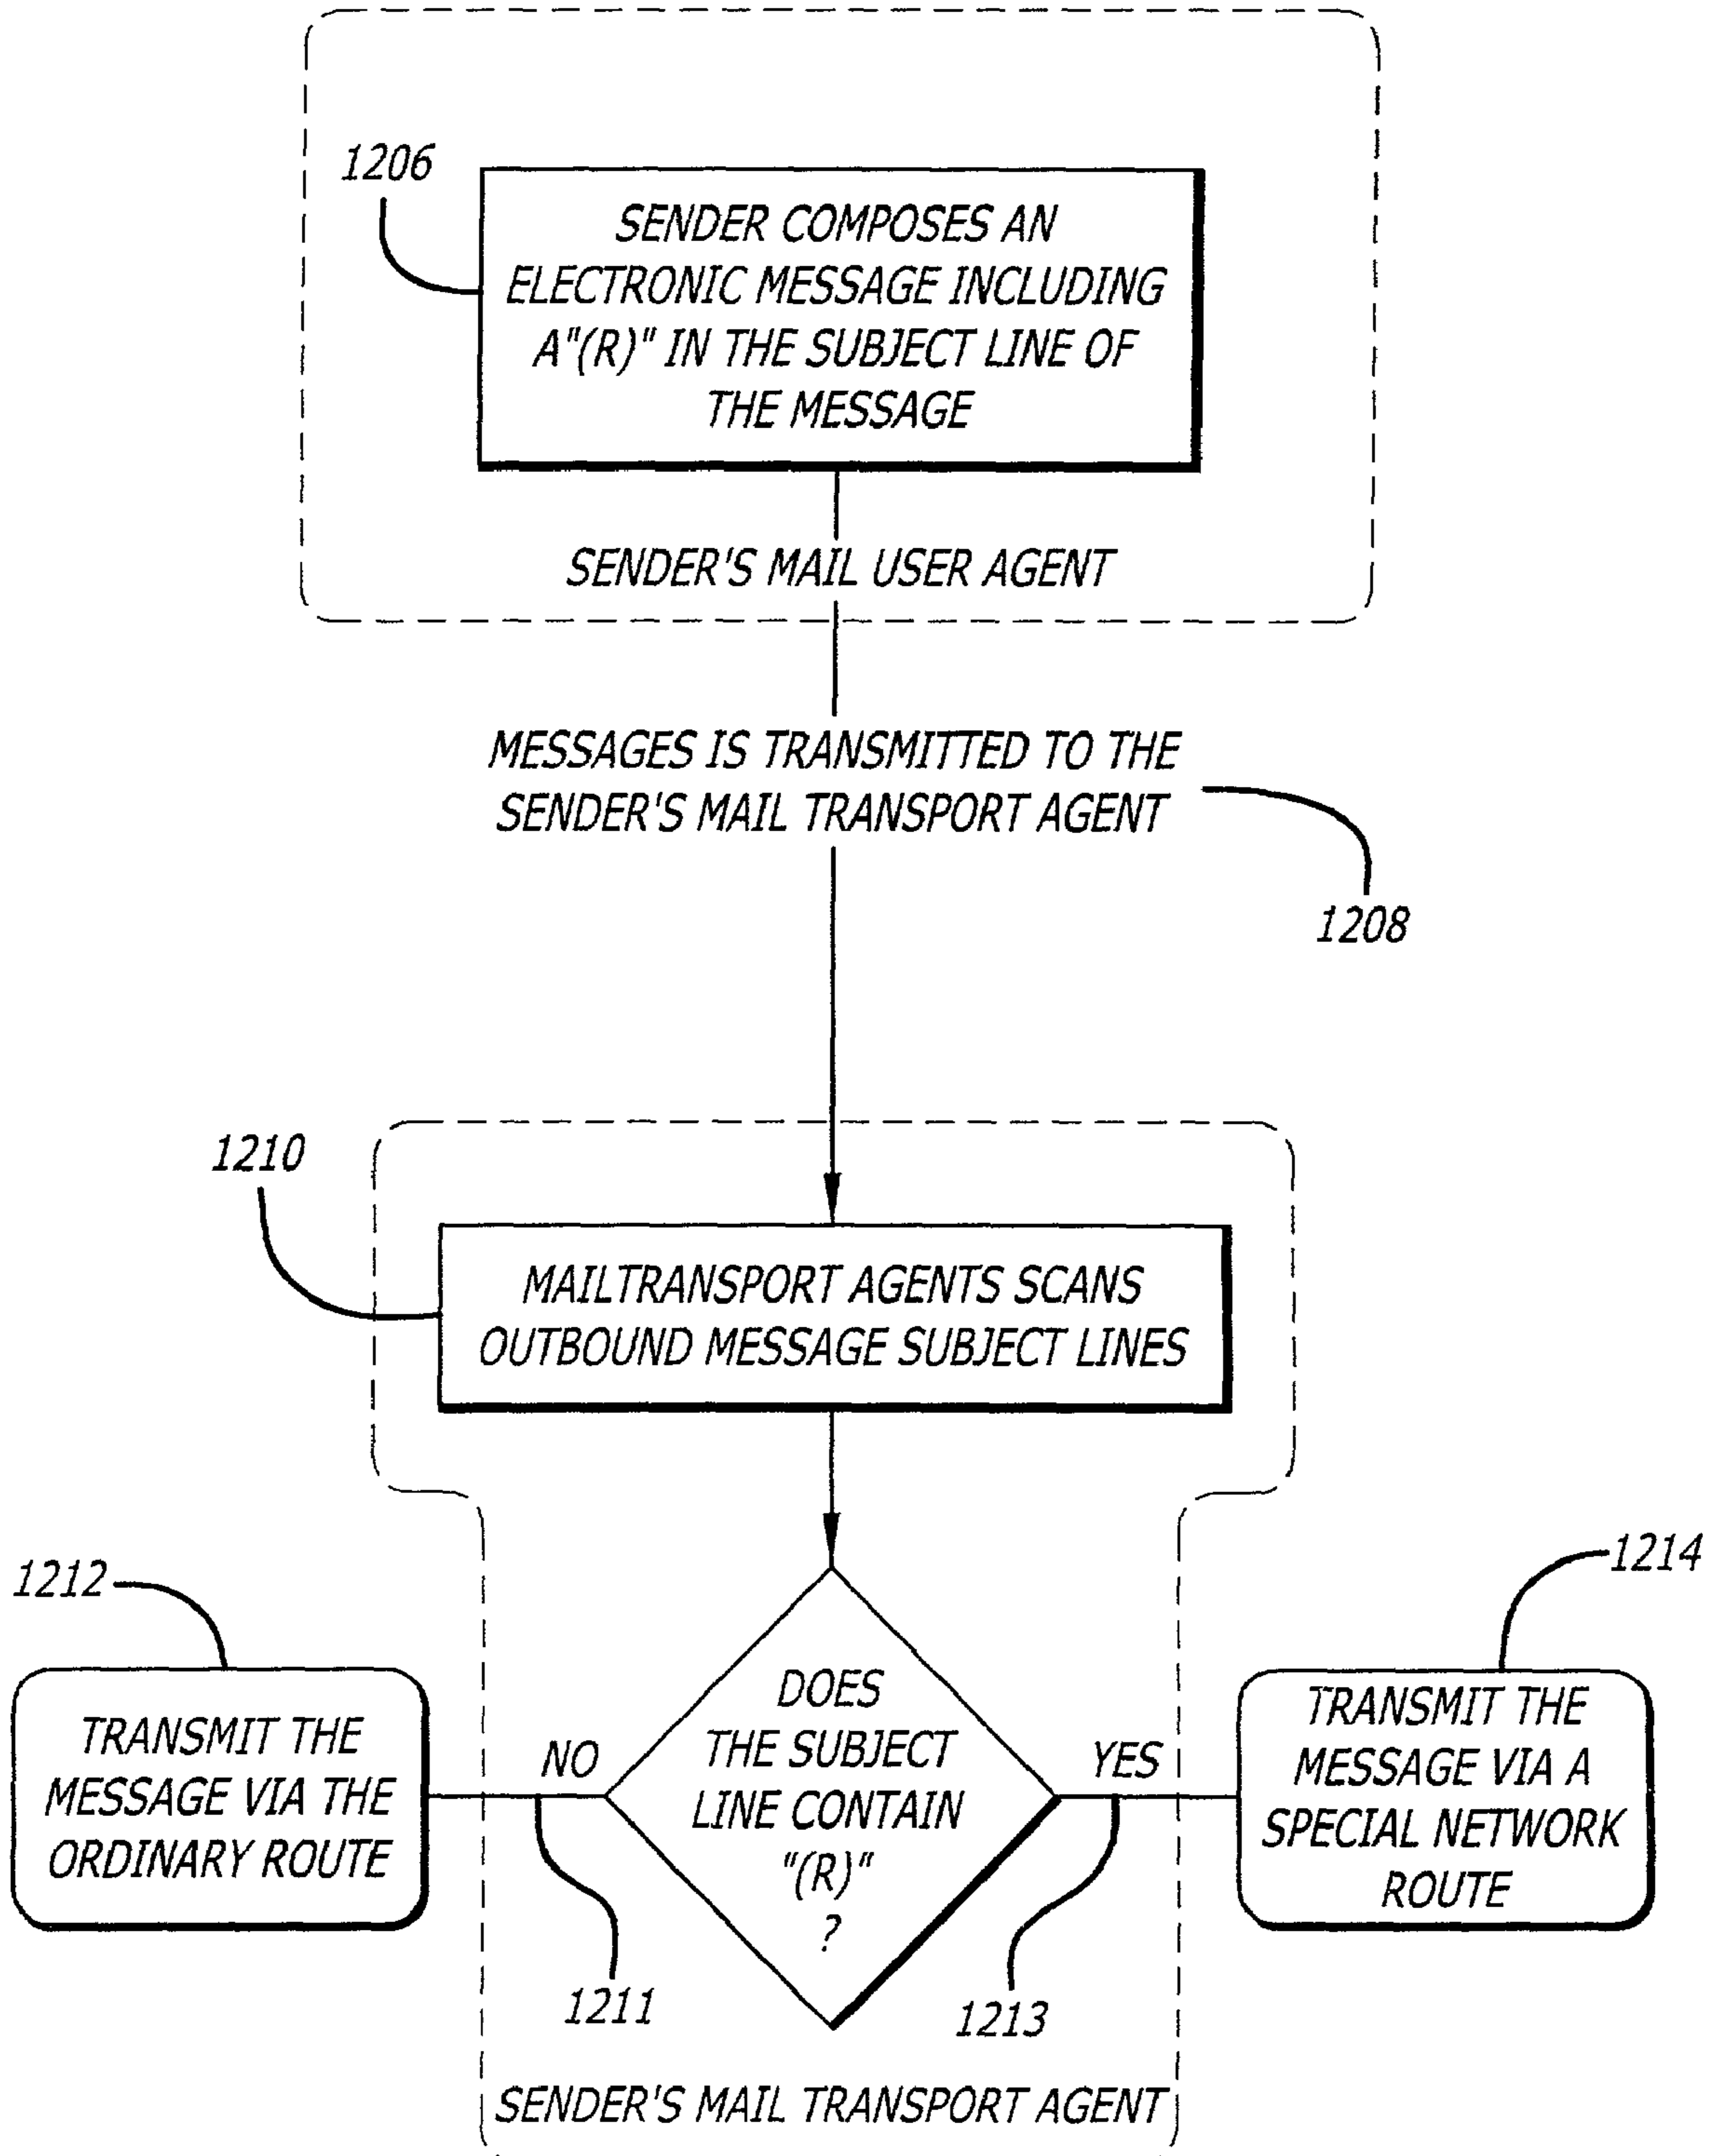 1206
SENDER COMPOSES AN
ELECTRONIC MESSAGE INCLUDING
A"(R)" IN THE SUBJECT LINE OF
THE MESSAGE
SENDER'S MAIL USER AGENT
MESSAGES IS TRANSMITTED TO THE
SENDER'S MAIL TRANSPORT AGENT
1208
1210
MAILTRANSPORT AGENTS SCANS
OUTBOUND MESSAGE SUBJECT LINES
1212
TRANSMIT THE
MESSAGE VIA THE
ORDINARY ROUTE
NO
1211
DOES
THE SUBJECT
LINE CONTAIN
"(R)"
?
YES
1213
1214
TRANSMIT THE
MESSAGE VIA A
SPECIAL NETWORK
ROUTE
SENDER'S MAIL TRANSPORT AGENT